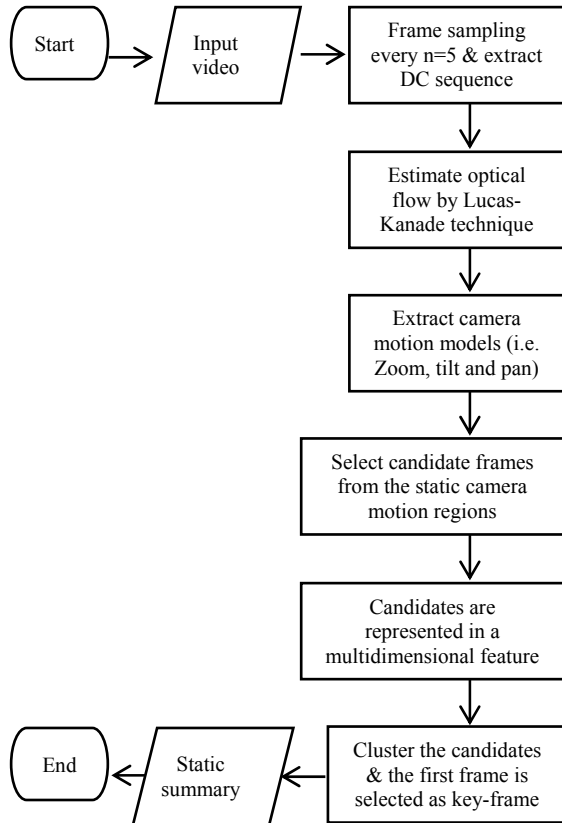 Start
Input
video
Frame sampling
every n=5 & extract
DC sequence
Estimate optical
flow by Lucas-
Kanade technique
Extract camera
motion models (i.e.
Zoom, tilt and pan)
Select candidate frames
from the static camera
motion regions
Candidates are
represented in a
multidimensional feature
Cluster the candidates
& the first frame is
selected as key-frame
Static
summary
End